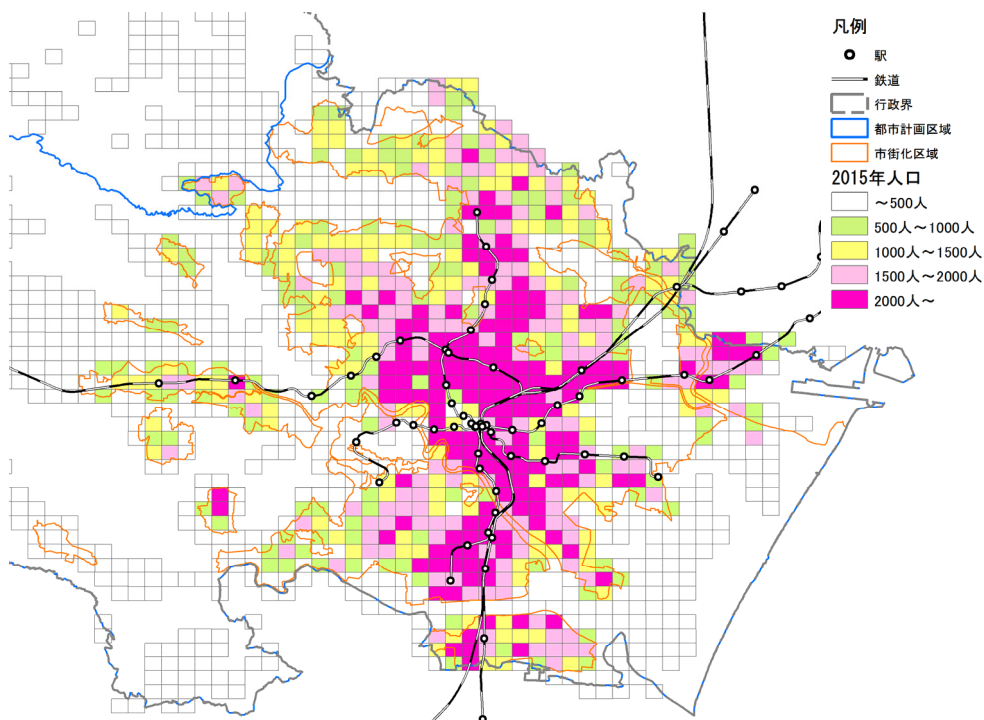 凡例
駅
鉄道
行政界
都市計画区域
市街化区域
2015年人口
～500人
500人～1000人
1000人～1500人
1500人～2000人
2000人～